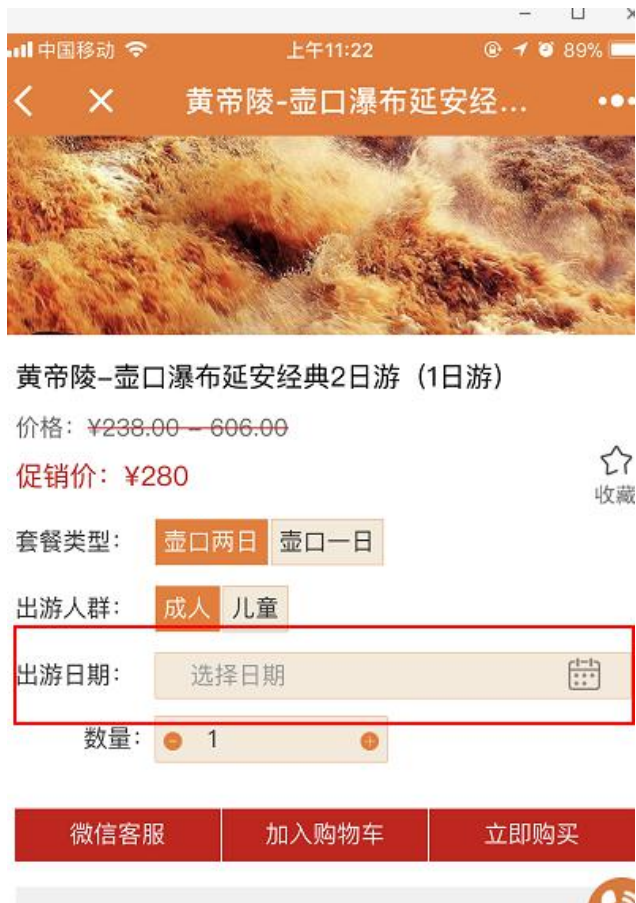 中国移动 上午11:22 89%
黄帝陵-壶口瀑布延安经...
黄帝陵–壶口瀑布延安经典2日游（1日游）
价格：¥238.00 – 606.00
促销价：¥280
收藏
套餐类型： 壶口两日 壶口一日
出游人群： 成人 儿童
出游日期： 选择日期
数量： 1
微信客服 加入购物车 立即购买